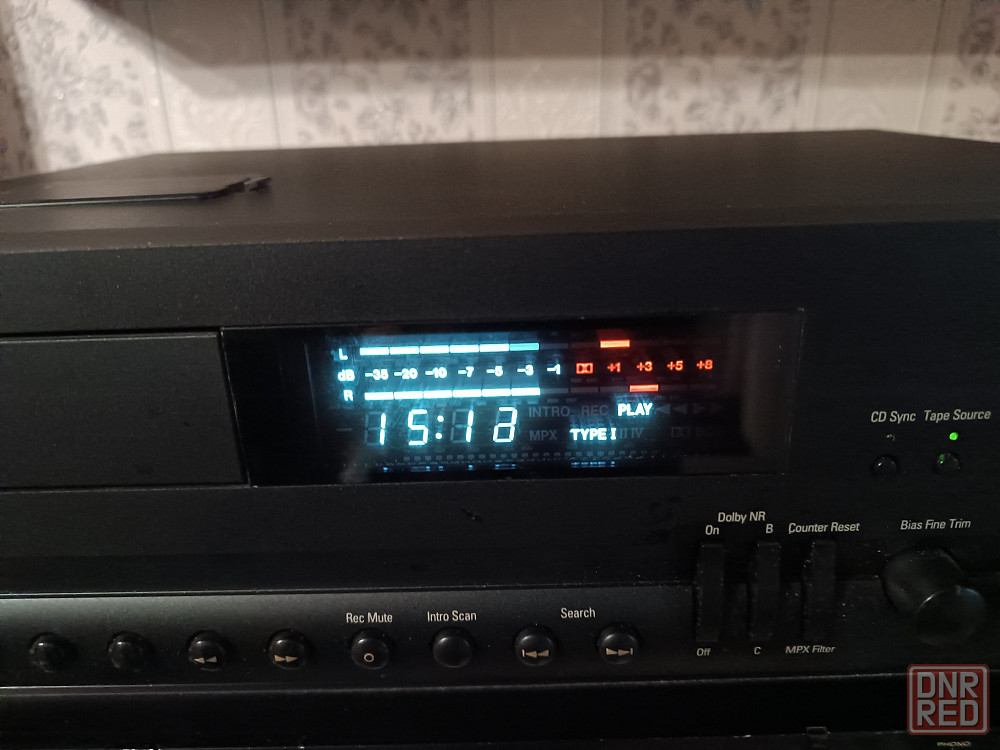 L
dB -35 -20 -10 -7 -5 -3 -1 +1 +3 +5 +8
R
15:18 INTRO REC PLAY
MPX TYPE I II IV
CD Sync Tape Source
Dolby NR
On B Counter Reset Bias Fine Trim
Rec Mute Intro Scan Search
Off C MPX Filter
DNR
RED